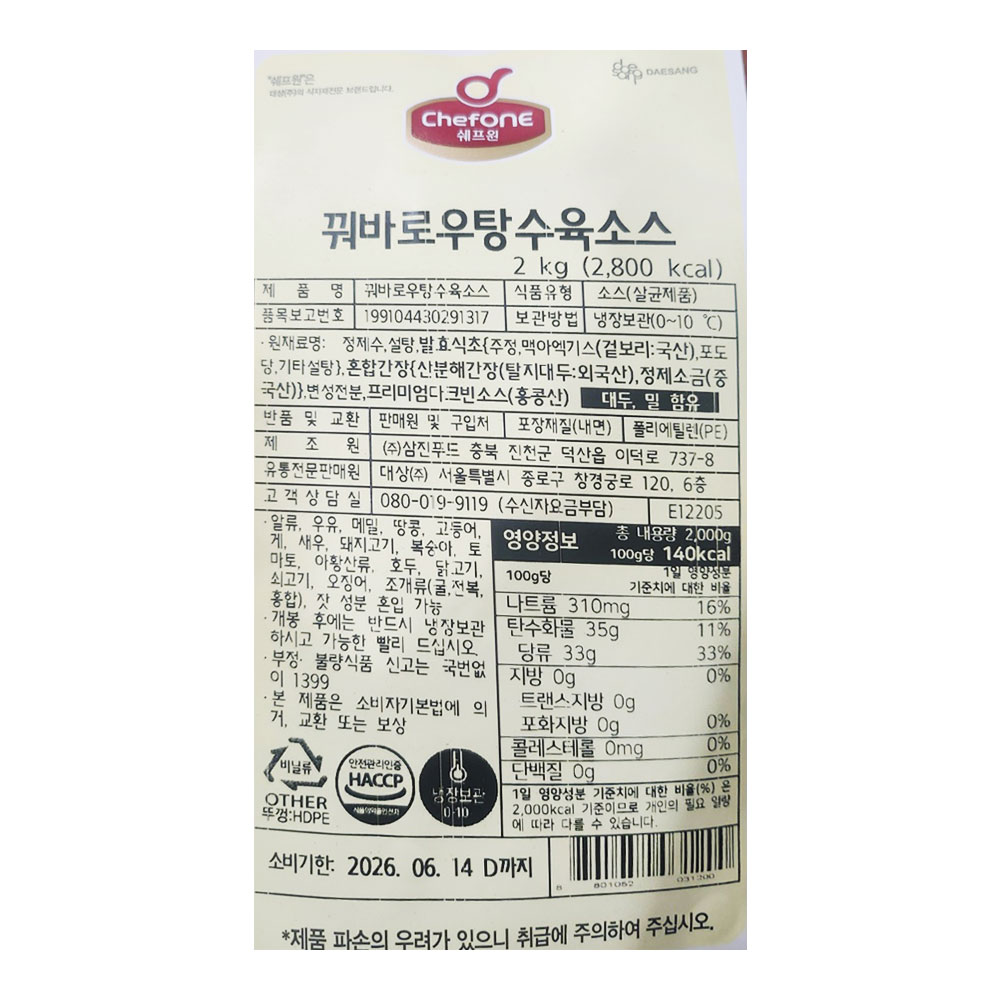 "쉐프원"은
대상(주)의 식자재전문 브랜드입니다.
daesang DAESANG
Chefone
쉐프원
꿔바로우탕수육소스
2 kg (2,800 kcal)
제 품 명 꿔바로우탕수육소스 식품유형 소스(살균제품)
품목보고번호 199104430291317 보관방법 냉장보관(0~10 ℃)
·원재료명: 정제수,설탕,발효식초{주정,맥아엑기스(겉보리:국산),포도
당,기타설탕},혼합간장{산분해간장(탈지대두:외국산),정제소금(중
국산)},변성전분,프리미엄다크빈소스(홍콩산) 대두, 밀 함유
반품 및 교환 판매원 및 구입처 포장재질(내면) 폴리에틸렌(PE)
제 조 원 (주)삼진푸드 충북 진천군 덕산읍 이덕로 737-8
유통전문판매원 대상(주) 서울특별시 종로구 창경궁로 120, 6층
고객상담실 080-019-9119 (수신자요금부담) E12205
·알류, 우유, 메밀, 땅콩, 고등어,
게, 새우, 돼지고기, 복숭아, 토
마토, 아황산류, 호두, 닭고기,
쇠고기, 오징어, 조개류(굴,전복,
홍합), 잣 성분 혼입 가능
·개봉 후에는 반드시 냉장보관
하시고 가능한 빨리 드십시오.
·부정· 불량식품 신고는 국번없
이 1399
·본 제품은 소비자기본법에 의
거, 교환 또는 보상
영양정보 총 내용량 2,000g
100g당 140kcal
100g당 1일 영양성분
기준치에 대한 비율
나트륨 310mg 16%
탄수화물 35g 11%
당류 33g 33%
지방 0g 0%
트랜스지방 0g
포화지방 0g 0%
콜레스테롤 0mg 0%
단백질 0g 0%
1일 영양성분 기준치에 대한 비율(%) 은
2,000kcal 기준이므로 개인의 필요 열량
에 따라 다를 수 있습니다.
비닐류
OTHER
뚜껑:HDPE
안전관리인증
HACCP
식품의약품안전처
냉장보관
0-10
소비기한: 2026. 06. 14 D까지
8 801052 031200
*제품 파손의 우려가 있으니 취급에 주의하여 주십시오.